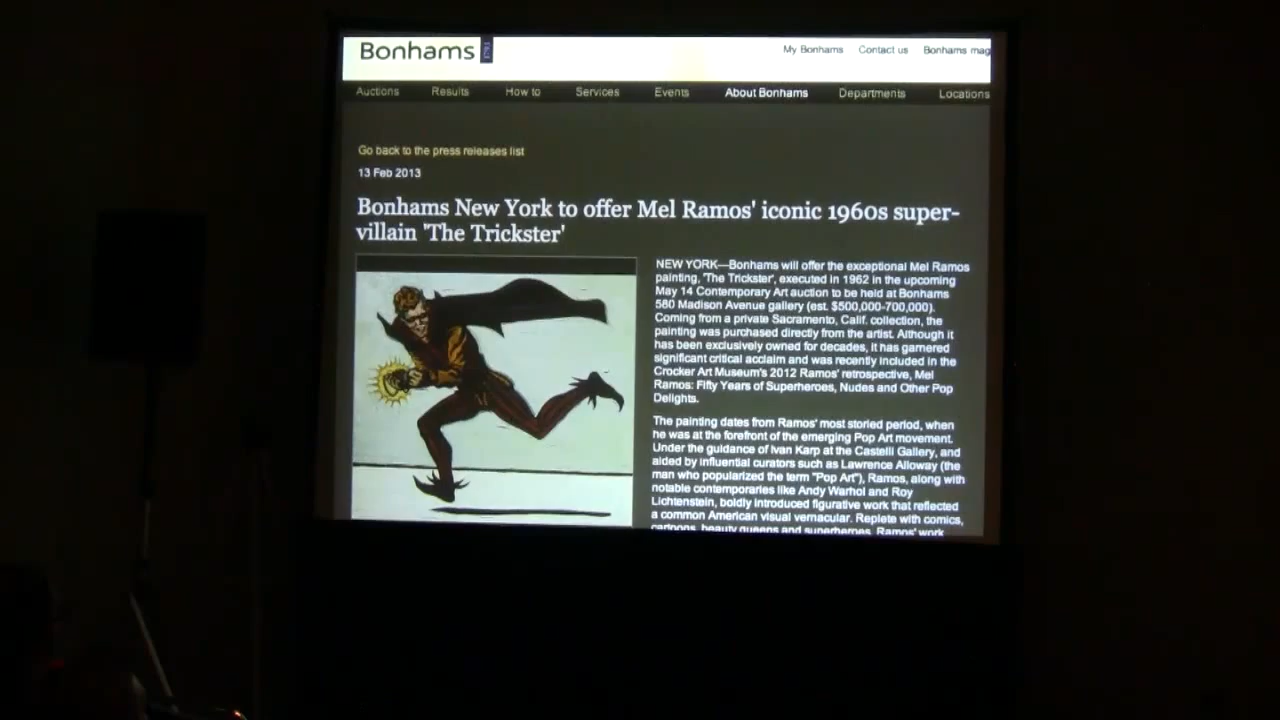 Bonhams 1793
My Bonhams Contact us Bonhams mag
Auctions Results How to Services Events About Bonhams Departments Locations
Go back to the press releases list
13 Feb 2013
Bonhams New York to offer Mel Ramos' iconic 1960s super-
villain 'The Trickster'
NEW YORK—Bonhams will offer the exceptional Mel Ramos
painting, 'The Trickster', executed in 1962 in the upcoming
May 14 Contemporary Art auction to be held at Bonhams
580 Madison Avenue gallery (est. $500,000-700,000).
Coming from a private Sacramento, Calif. collection, the
painting was purchased directly from the artist. Although it
has been exclusively owned for decades, it has garnered
significant critical acclaim and was recently included in the
Crocker Art Museum's 2012 Ramos' retrospective, Mel
Ramos: Fifty Years of Superheroes, Nudes and Other Pop
Delights.
The painting dates from Ramos' most storied period, when
he was at the forefront of the emerging Pop Art movement.
Under the guidance of Ivan Karp at the Castelli Gallery, and
aided by influential curators such as Lawrence Alloway (the
man who popularized the term "Pop Art"), Ramos, along with
notable contemporaries like Andy Warhol and Roy
Lichtenstein, boldly introduced figurative work that reflected
a common American visual vernacular. Replete with comics,
cartoons, beauty queens and superheroes, Ramos' work